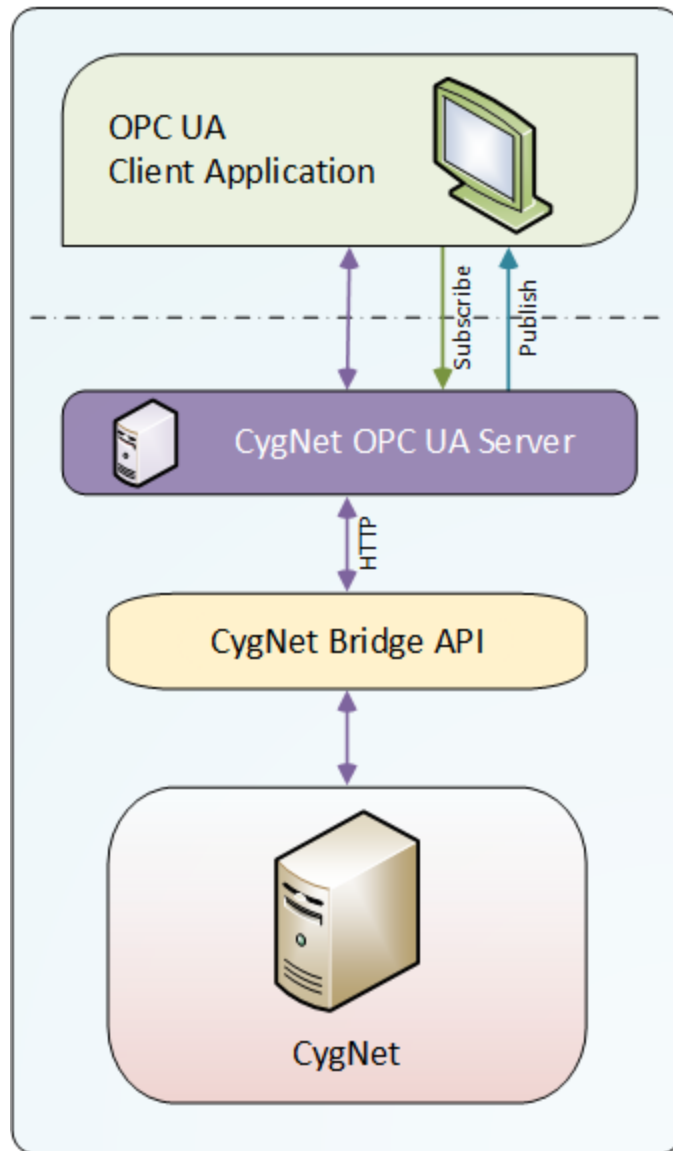 OPC UA
Client Application
Subscribe
Publish
CygNet OPC UA Server
HTTP
CygNet Bridge API
CygNet